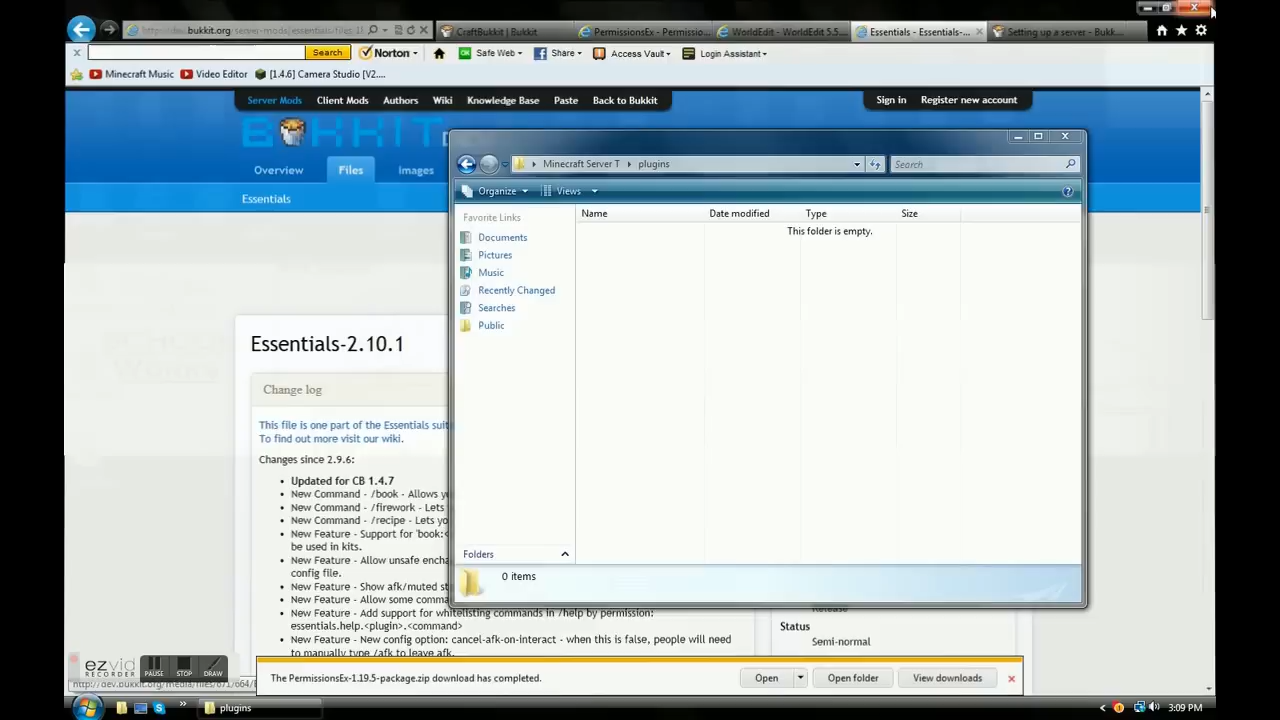 dev.bukkit.org
CraftBukkit | Bukkit
PermissionsEx - Permissio...
WorldEdit - WorldEdit 5.5...
Essentials - Essentials-...
Setting up a server - Bukk...
Search
Norton
Safe Web
Share
Access Vault
Login Assistant
Minecraft Music
Video Editor
[1.4.6] Camera Studio [V2....
Server Mods
Client Mods
Authors
Wiki
Knowledge Base
Paste
Back to Bukkit
Sign in
Register new account
BUKKIT
Overview
Files
Images
Essentials
Minecraft Server T
plugins
Search
Organize
Views
Favorite Links
Documents
Pictures
Music
Recently Changed
Searches
Public
Folders
Name
Date modified
Type
Size
This folder is empty.
0 items
Essentials-2.10.1
Change log
This file is one part of the Essentials suit
To find out more visit our wiki.
Changes since 2.9.6:
Updated for CB 1.4.7
New Command - /book - Allows yo
New Command - /firework - Lets y
New Command - /recipe - Lets yo
New Feature - Support for 'book:
be used in kits.
New Feature - Allow unsafe encha
config file.
New Feature - Show afk/muted st
New Feature - Allow some comma
New Feature - Add support for whitelisting commands in /help by permission:
essentials.help.<plugin>.<command>
New Feature - New config option: cancel-afk-on-interact - when this is false, people will need
to manually type /afk to leave afk.
Release
Status
Semi-normal
ezvid
RECORDER
PAUSE
STOP
DRAW
The PermissionsEx-1.19.5-package.zip download has completed.
Open
Open folder
View downloads
plugins
3:09 PM